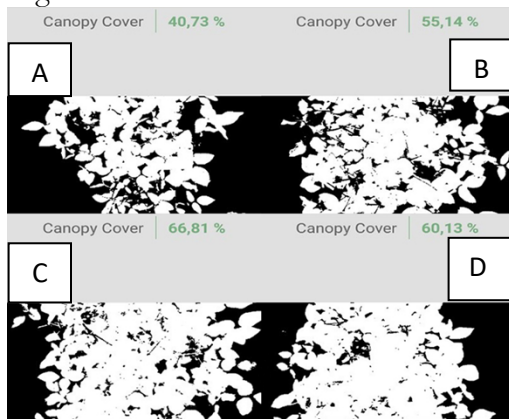 Canopy Cover 40,73 %
Canopy Cover 55,14 %
A
B
Canopy Cover 66,81 %
Canopy Cover 60,13 %
C
D